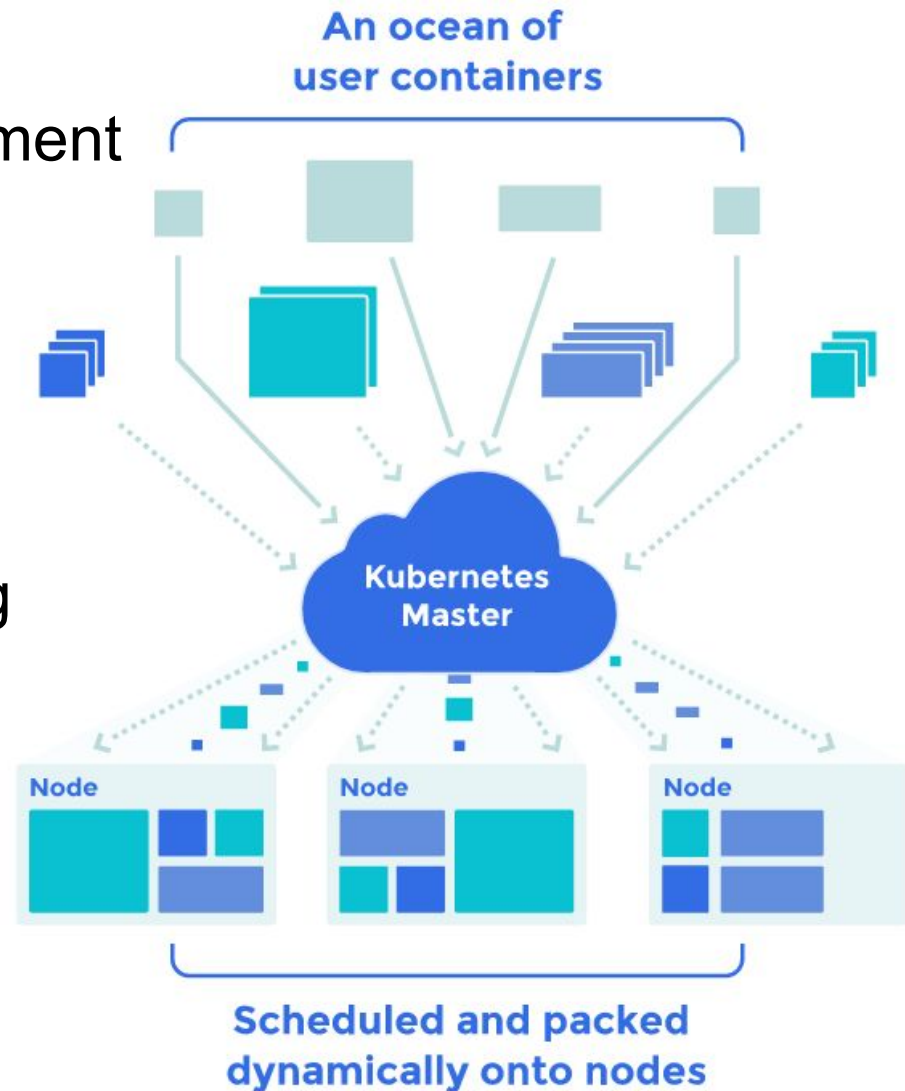 An ocean of
user containers
ment
g
Kubernetes
Master
Node
Node
Node
Scheduled and packed
dynamically onto nodes